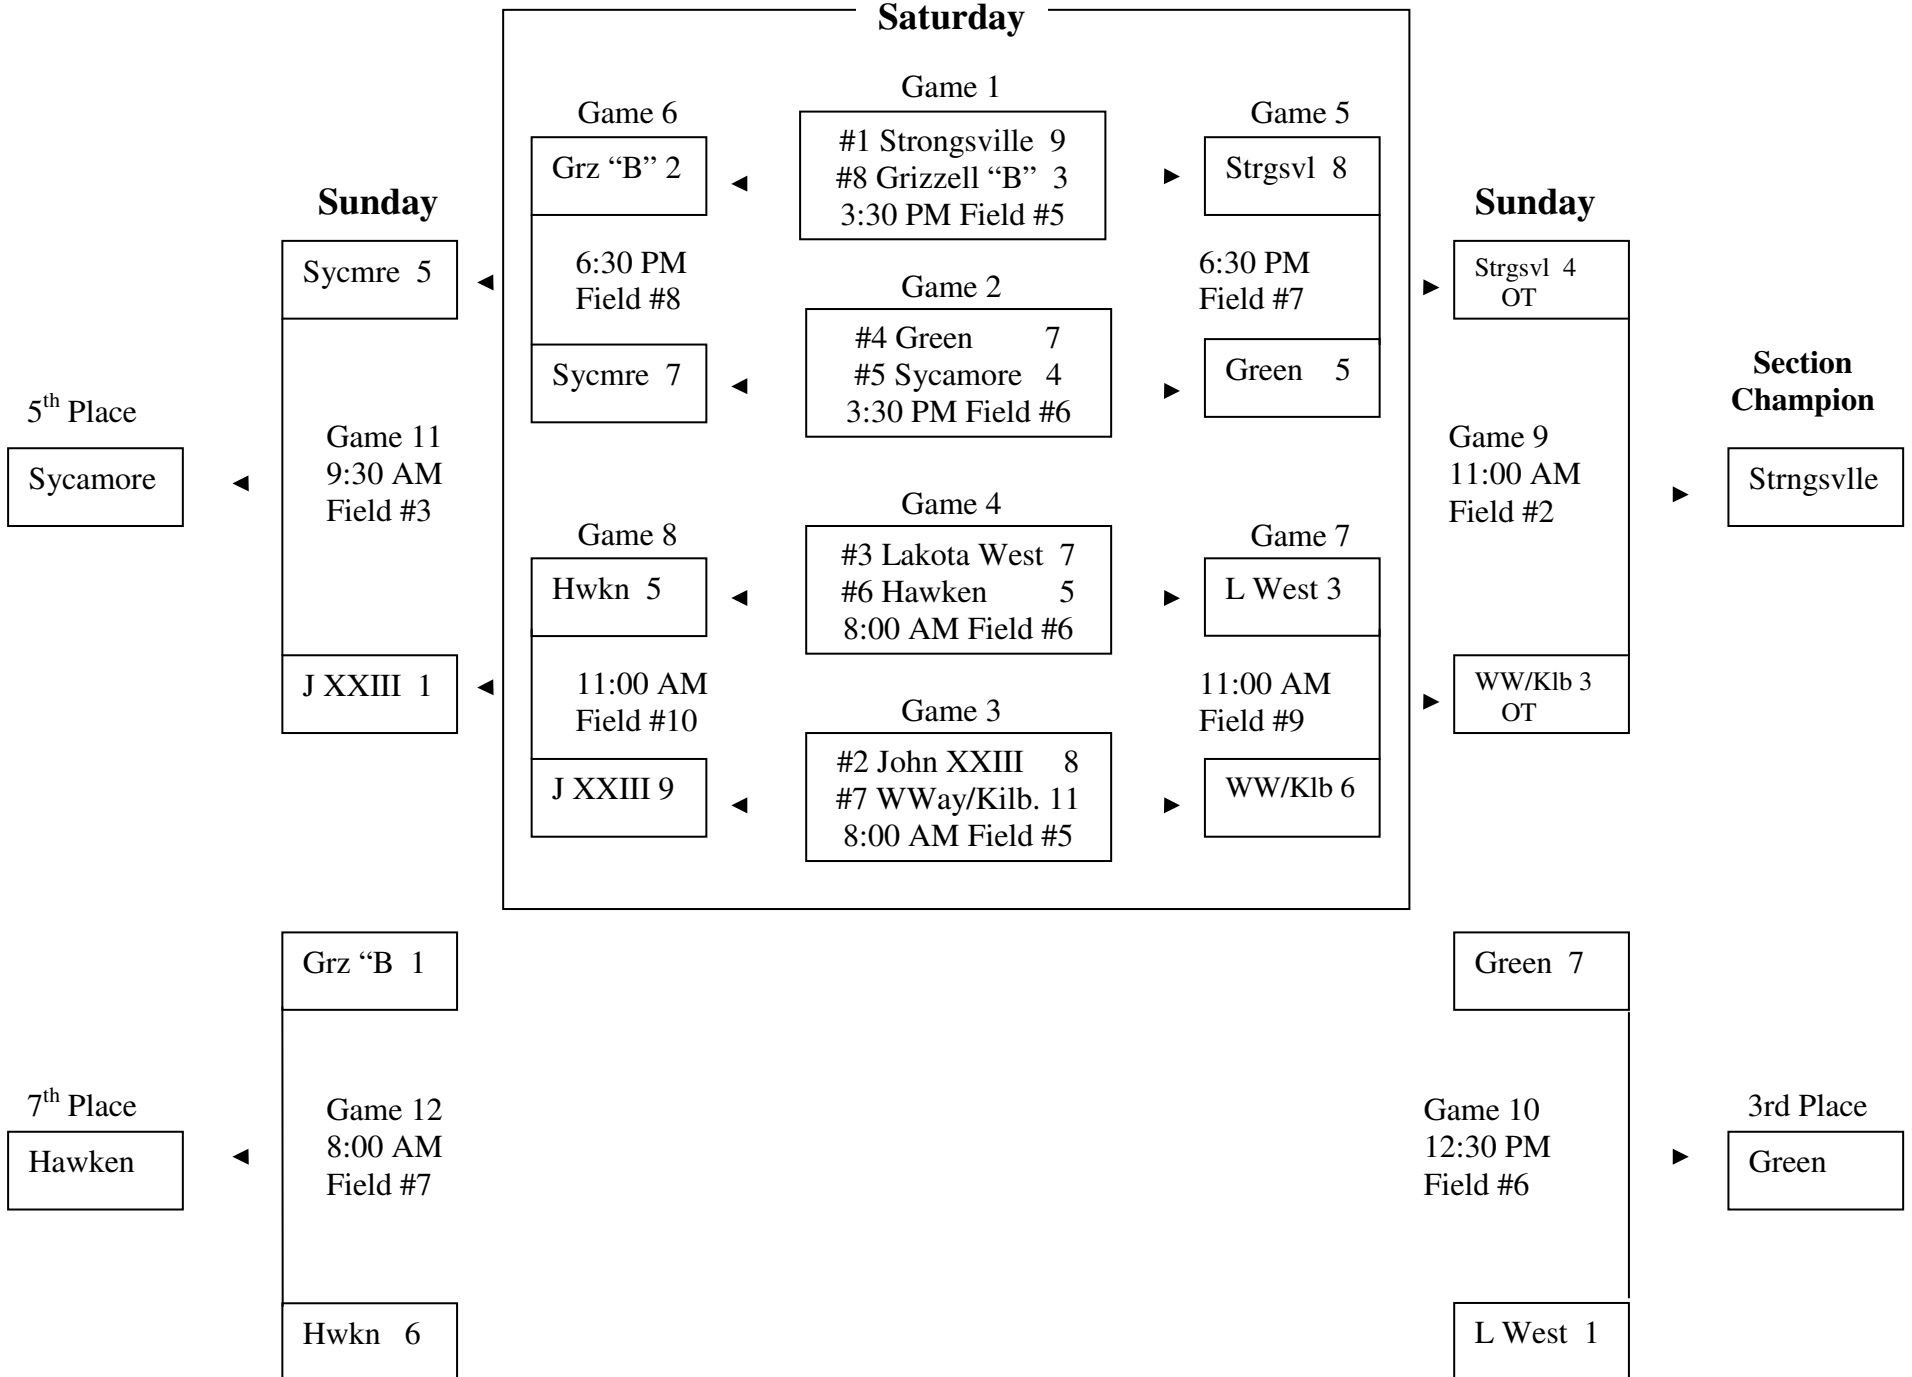 Saturday
Game 1
Game 6
Game 5
#1 Strongsville 9
#8 Grizzell “B” 3
3:30 PM Field #5
Grz “B” 2
Strgsvl 8
Sunday
Sunday
Sycmre 5
6:30 PM
Field #8
6:30 PM
Field #7
Strgsvl 4
OT
Game 2
#4 Green 7
#5 Sycamore 4
3:30 PM Field #6
Sycmre 7
Green 5
Section
Champion
5th Place
Sycamore
Game 11
9:30 AM
Field #3
Game 9
11:00 AM
Field #2
Strngsvlle
Game 4
Game 8
Game 7
#3 Lakota West 7
#6 Hawken 5
8:00 AM Field #6
Hwkn 5
L West 3
J XXIII 1
11:00 AM
Field #10
11:00 AM
Field #9
WW/Klb 3
OT
Game 3
#2 John XXIII 8
#7 WWay/Kilb. 11
8:00 AM Field #5
J XXIII 9
WW/Klb 6
Grz “B 1
Green 7
7th Place
Hawken
Game 12
8:00 AM
Field #7
Game 10
12:30 PM
Field #6
3rd Place
Green
Hwkn 6
L West 1